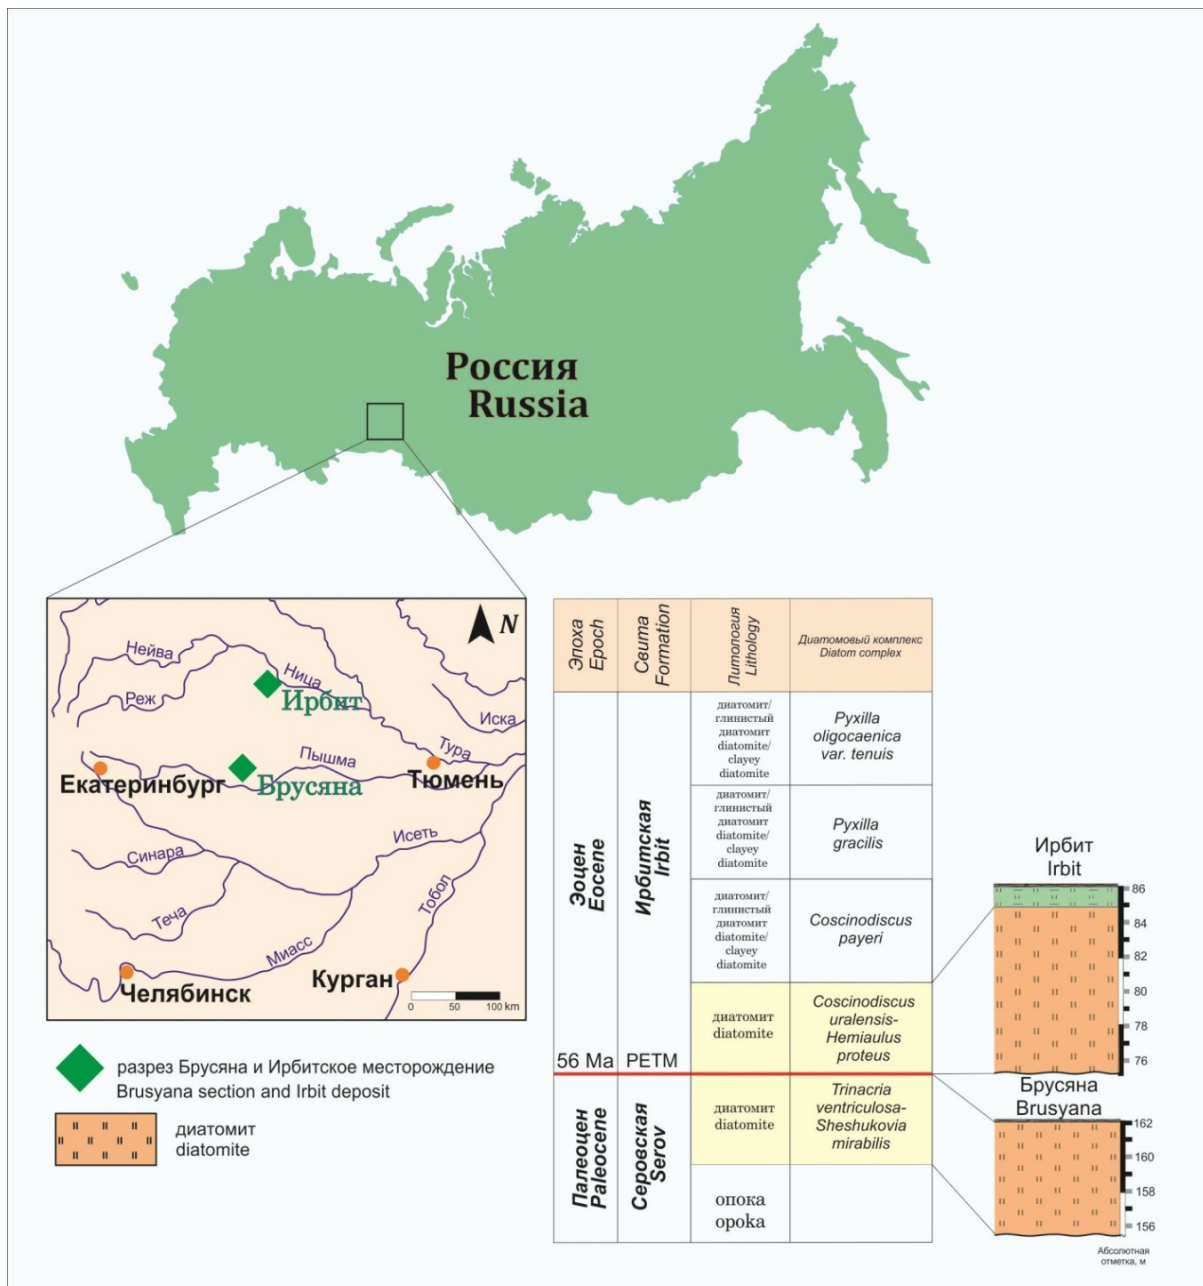 Россия
Russia
N
Нейва
Ница
Реж
Ирбит
Иска
Тура
Пышма
Екатеринбург
Брусяна
Тюмень
Исеть
Синара
Тобол
Теча
Миасс
Курган
Челябинск
0 50 100 km
разрез Брусяна и Ирбитское месторождение
Brusyana section and Irbit deposit
диатомит
diatomite
Эпоха
Epoch
Свита
Formation
Литология
Lithology
Диатомовый комплекс
Diatom complex
Эоцен
Eocene
Ирбитская
Irbit
диатомит/
глинистый
диатомит
diatomite/
clayey
diatomite
Pyxilla
oligocaenica
var. tenuis
диатомит/
глинистый
диатомит
diatomite/
clayey
diatomite
Pyxilla
gracilis
диатомит/
глинистый
диатомит
diatomite/
clayey
diatomite
Coscinodiscus
payeri
диатомит
diatomite
Coscinodiscus
uralensis-
Hemiaulus
proteus
56 Ma
PETM
Палеоцен
Paleocene
Серовская
Serov
диатомит
diatomite
Trinacria
ventriculosa-
Sheshukovia
mirabilis
опока
opoka
Ирбит
Irbit
86
84
82
80
78
76
Брусяна
Brusyana
162
160
158
156
Абсолютная
отметка, м